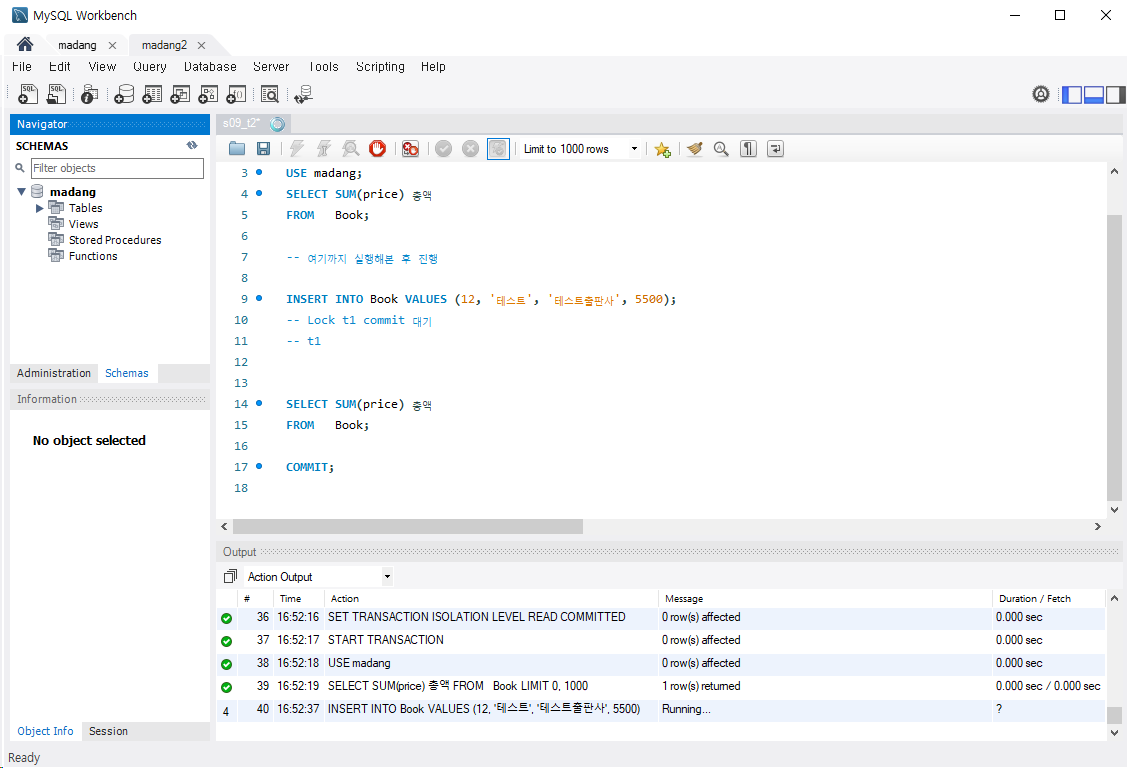 MySQL Workbench
madang
madang2
File Edit View Query Database Server Tools Scripting Help
Navigator
SCHEMAS
Filter objects
madang
Tables
Views
Stored Procedures
Functions
Administration Schemas
Information
No object selected
Object Info Session
Ready
s09_t2*
Limit to 1000 rows
3 USE madang;
4 SELECT SUM(price) 총액
5 FROM Book;
6
7 -- 여기까지 실행해본 후 진행
8
9 INSERT INTO Book VALUES (12, '테스트', '테스트출판사', 5500);
10 -- Lock t1 commit 대기
11 -- t1
12
13
14 SELECT SUM(price) 총액
15 FROM Book;
16
17 COMMIT;
18
Output
Action Output
# Time Action Message Duration / Fetch
36 16:52:16 SET TRANSACTION ISOLATION LEVEL READ COMMITTED 0 row(s) affected 0.000 sec
37 16:52:17 START TRANSACTION 0 row(s) affected 0.000 sec
38 16:52:18 USE madang 0 row(s) affected 0.000 sec
39 16:52:19 SELECT SUM(price) 총액 FROM Book LIMIT 0, 1000 1 row(s) returned 0.000 sec / 0.000 sec
4 40 16:52:37 INSERT INTO Book VALUES (12, '테스트', '테스트출판사', 5500) Running... ?